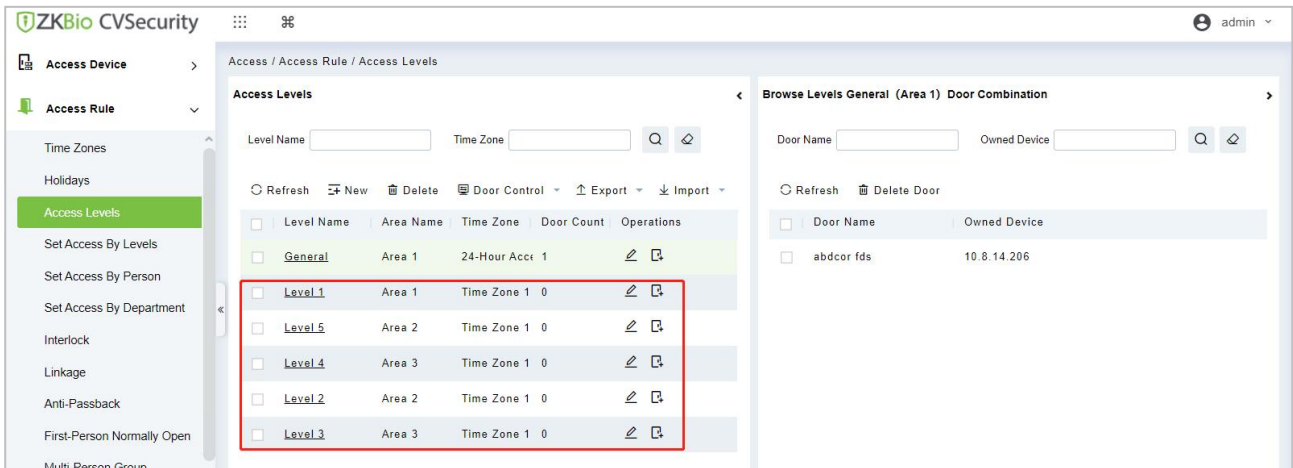 ZKBio CVSecurity
admin
Access Device
Access Rule
Time Zones
Holidays
Access Levels
Set Access By Levels
Set Access By Person
Set Access By Department
Interlock
Linkage
Anti-Passback
First-Person Normally Open
Multi-Person Group
Access / Access Rule / Access Levels
Access Levels
Level Name Time Zone
Refresh New Delete Door Control Export Import
Level Name Area Name Time Zone Door Count Operations
General Area 1 24-Hour Acce 1
Level 1 Area 1 Time Zone 1 0
Level 5 Area 2 Time Zone 1 0
Level 4 Area 3 Time Zone 1 0
Level 2 Area 2 Time Zone 1 0
Level 3 Area 3 Time Zone 1 0
Browse Levels General (Area 1) Door Combination
Door Name Owned Device
Refresh Delete Door
Door Name Owned Device
abdcor fds 10.8.14.206